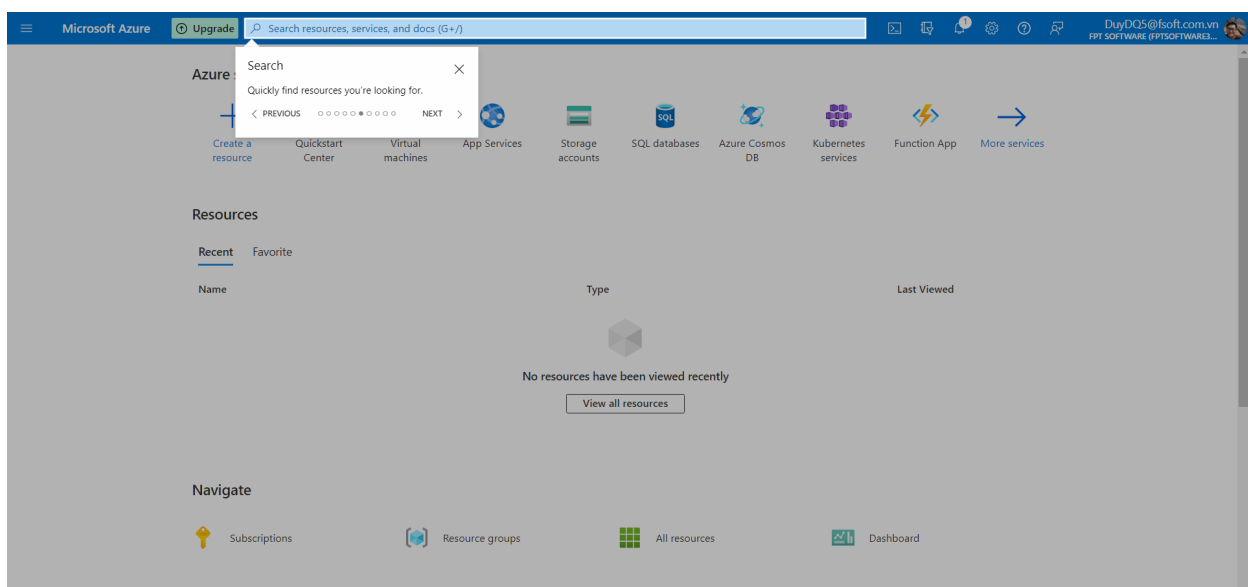 Microsoft Azure
Upgrade
Search resources, services, and docs (G+/)
1
DuyDQ5@fsoft.com.vn
FPT SOFTWARE (FPTSOFTWARE3...
Azure
Search
Quickly find resources you're looking for.
PREVIOUS
NEXT
Create a
resource
Quickstart
Center
Virtual
machines
App Services
Storage
accounts
SQL
SQL databases
Azure Cosmos
DB
Kubernetes
services
Function App
More services
Resources
Recent Favorite
Name Type Last Viewed
No resources have been viewed recently
View all resources
Navigate
Subscriptions Resource groups All resources Dashboard